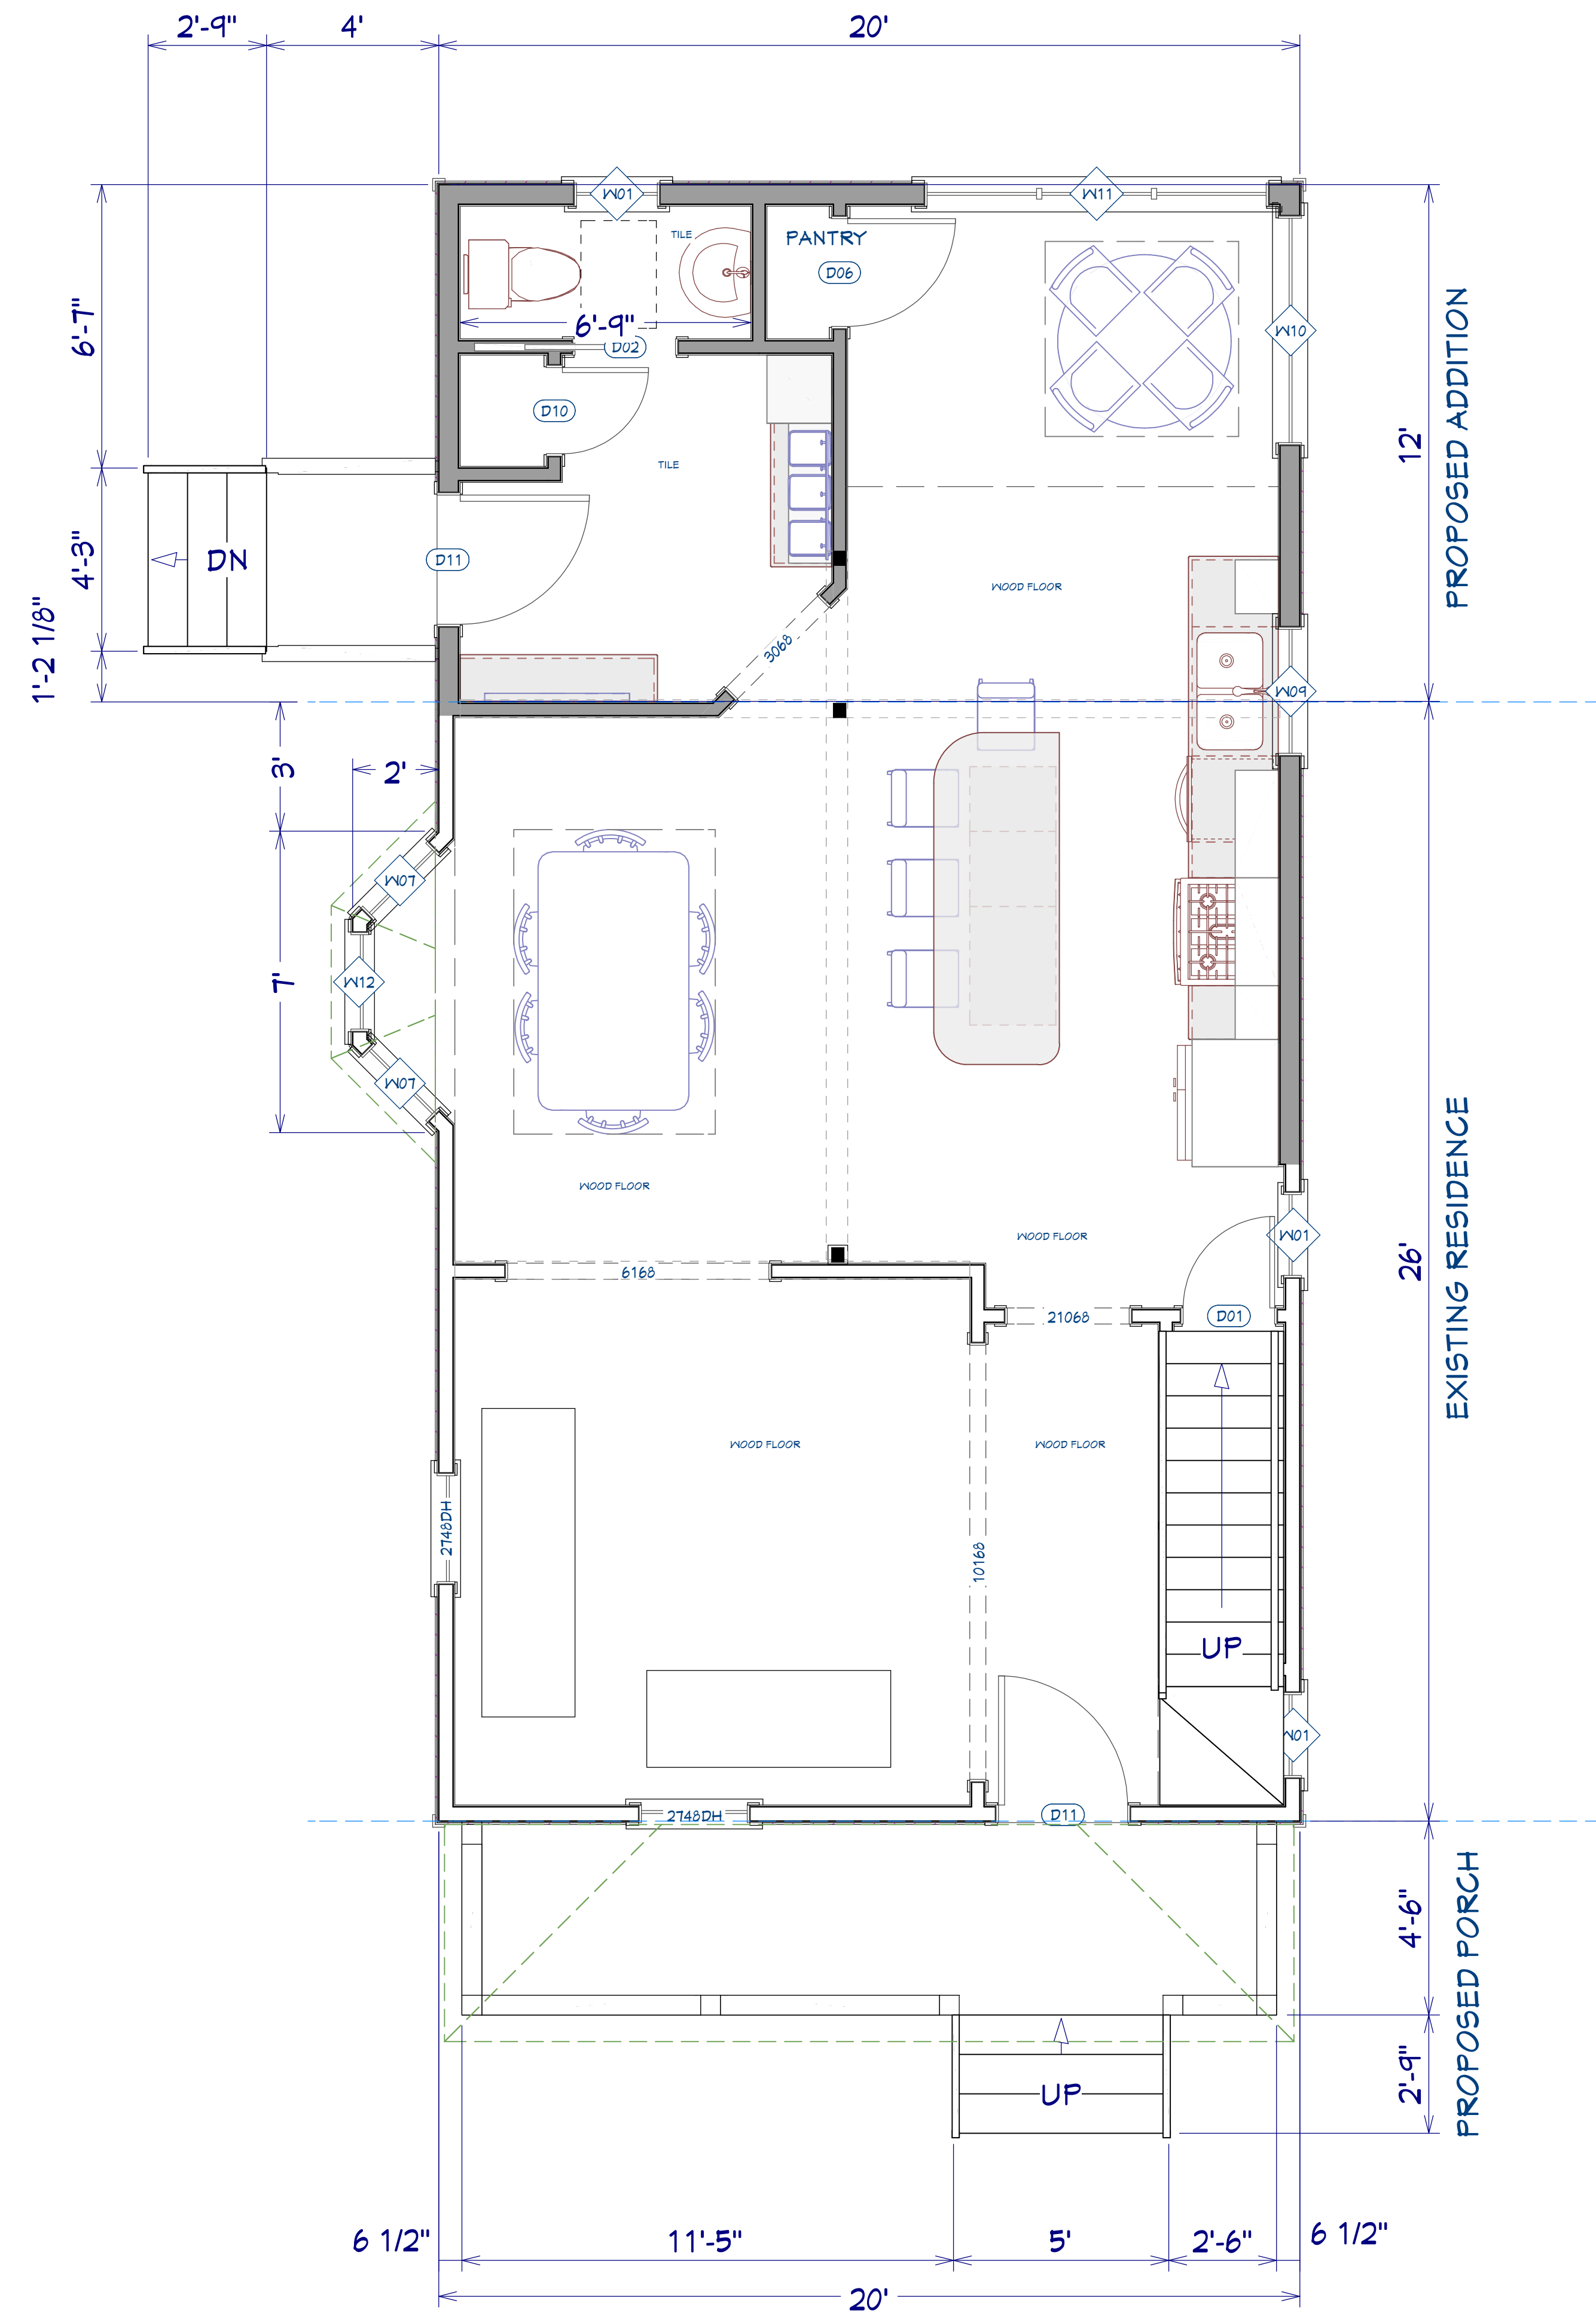 2'-9"
4'
20'
W01
W11
TILE
PANTRY
D06
6'-9"
D02
W10
6'-7"
D10
TILE
12'
PROPOSED ADDITION
4'-3"
DN
D11
WOOD FLOOR
1'-2 1/8"
3068
W09
3'
2'
W07
7'
W12
W07
WOOD FLOOR
WOOD FLOOR
W01
26'
EXISTING RESIDENCE
6168
21068
D01
WOOD FLOOR
WOOD FLOOR
2748DH
10168
UP
W01
2748DH
D11
4'-6"
PROPOSED PORCH
2'-9"
UP
6 1/2"
11'-5"
5'
2'-6"
6 1/2"
20'